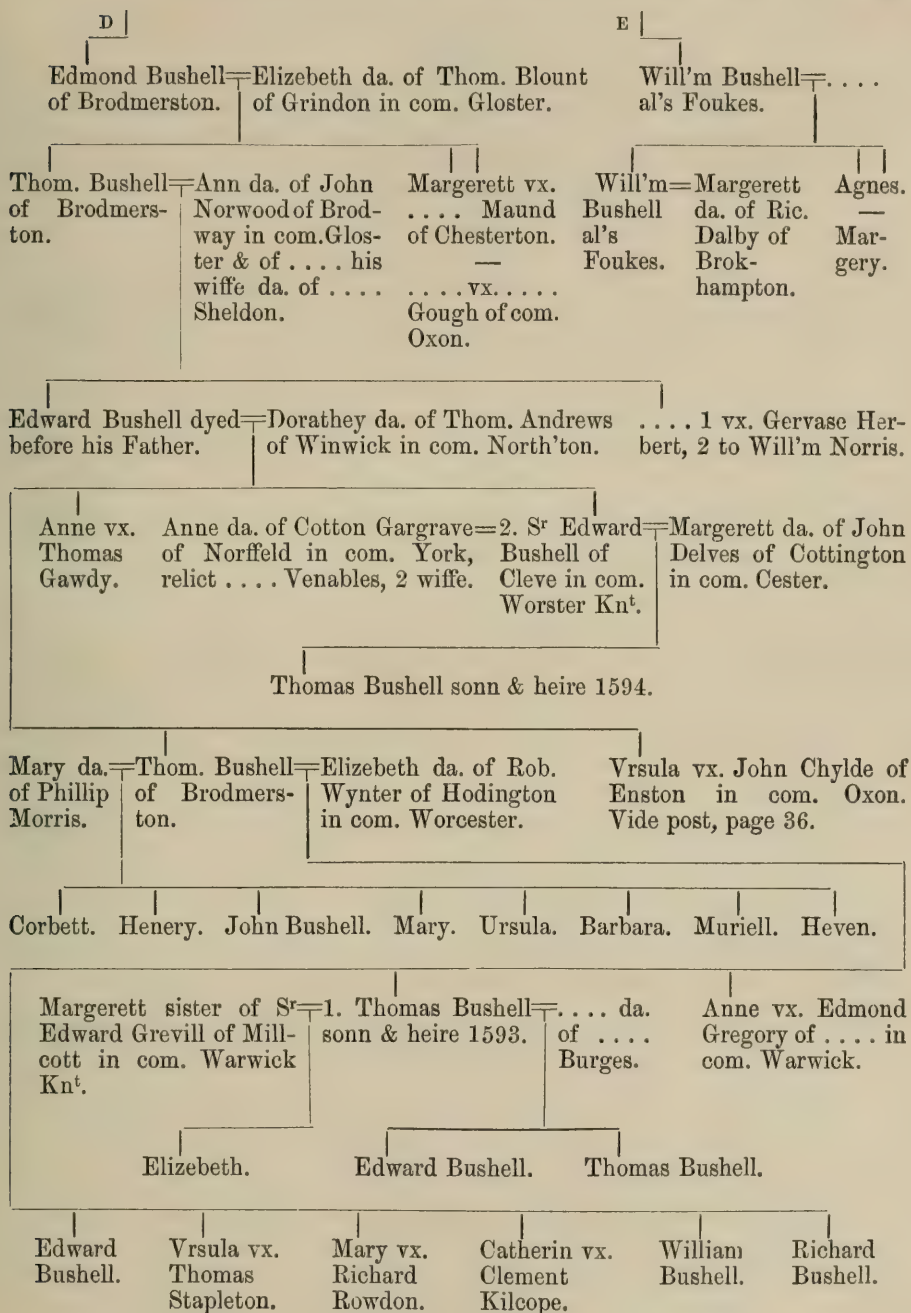 D
E
Edmond Bushell=Elizebeth da. of Thom. Blount
of Brodmerston. of Grindon in com. Gloster.
Will'm Bushell=. . . .
al's Foukes.
Thom. Bushell
of Brodmers-
ton.
=Ann da. of John
Norwood of Brod-
way in com. Glos-
ter & of . . . . his
wiffe da. of . . . .
Sheldon.
Margerett vx.
. . . . Maund
of Chesterton.
—
. . . . vx. . . . .
Gough of com.
Oxon.
Will'm=
Bushell
al's
Foukes.
Margerett
da. of Ric.
Dalby of
Brok-
hampton.
Agnes.
—
Mar-
gery.
Edward Bushell dyed=
before his Father.
Dorathey da. of Thom. Andrews
of Winwick in com. North'ton.
. . . . 1 vx. Gervase Her-
bert, 2 to Will'm Norris.
Anne vx.
Thomas
Gawdy.
Anne da. of Cotton Gargrave=
of Norffeld in com. York,
relict . . . . Venables, 2 wiffe.
2. Sʳ Edward=
Bushell of
Cleve in com.
Worster Knᵗ.
Margerett da. of John
Delves of Cottington
in com. Cester.
Thomas Bushell sonn & heire 1594.
Mary da.=
of Phillip
Morris.
Thom. Bushell=
of Brodmers-
ton.
Elizebeth da. of Rob.
Wynter of Hodington
in com. Worcester.
Vrsula vx. John Chylde of
Enston in com. Oxon.
Vide post, page 36.
Corbett. Henery. John Bushell. Mary. Ursula. Barbara. Muriell. Heven.
Margerett sister of Sʳ=
Edward Grevill of Mill-
cott in com. Warwick
Knᵗ.
1. Thomas Bushell=
sonn & heire 1593.
. . . . da.
of . . . .
Burges.
Anne vx. Edmond
Gregory of . . . . in
com. Warwick.
Elizebeth. Edward Bushell. Thomas Bushell.
Edward
Bushell.
Vrsula vx.
Thomas
Stapleton.
Mary vx.
Richard
Rowdon.
Catherin vx.
Clement
Kilcope.
William
Bushell.
Richard
Bushell.